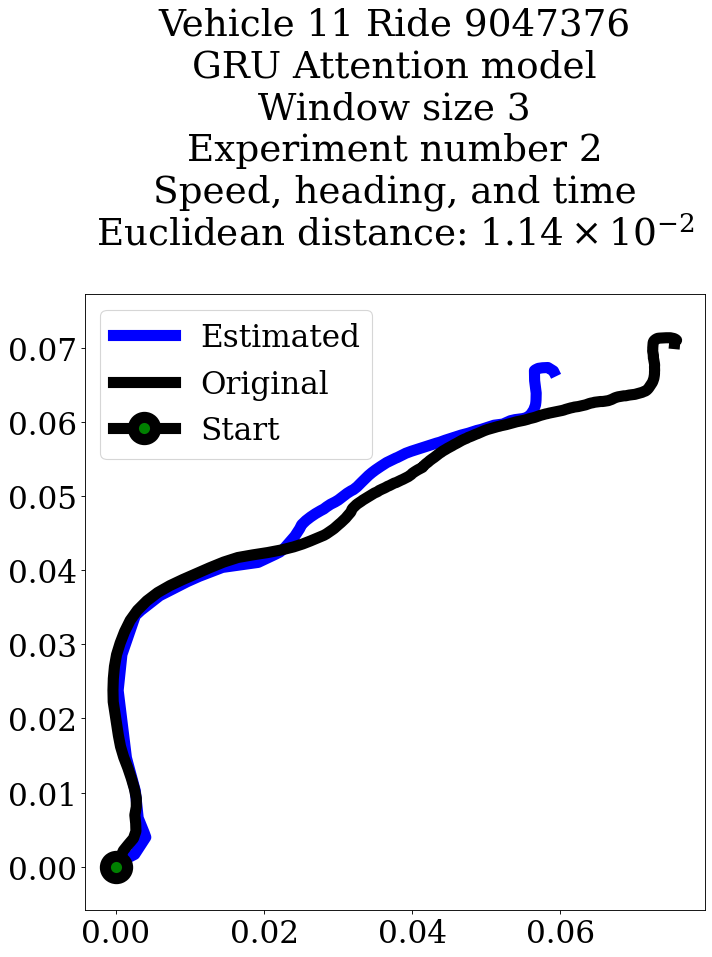 Vehicle 11 Ride 9047376
GRU Attention model
Window size 3
Experiment number 2
Speed, heading, and time
Euclidean distance: 1.14 × 10⁻²
Estimated
Original
Start
0.07
0.06
0.05
0.04
0.03
0.02
0.01
0.00
0.00 0.02 0.04 0.06